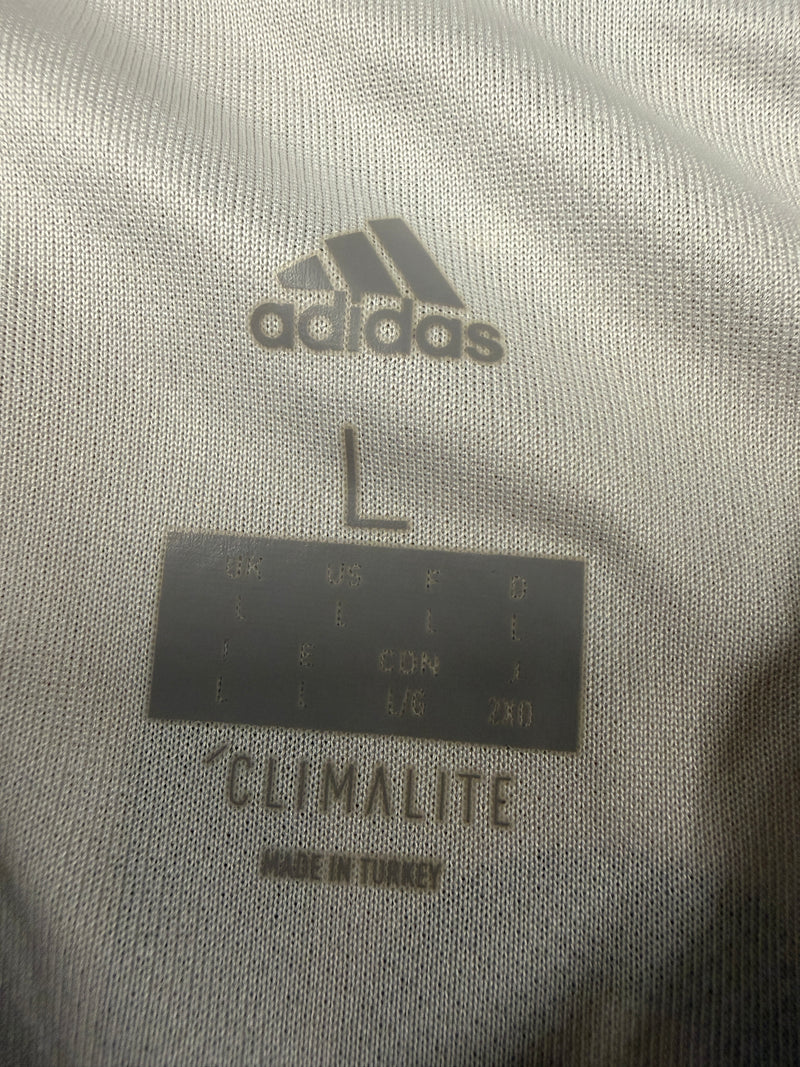 adidas
L
UK US F D
L L L L
I E CDN J
L L L/G 2XO
CLIMALITE
MADE IN TURKEY